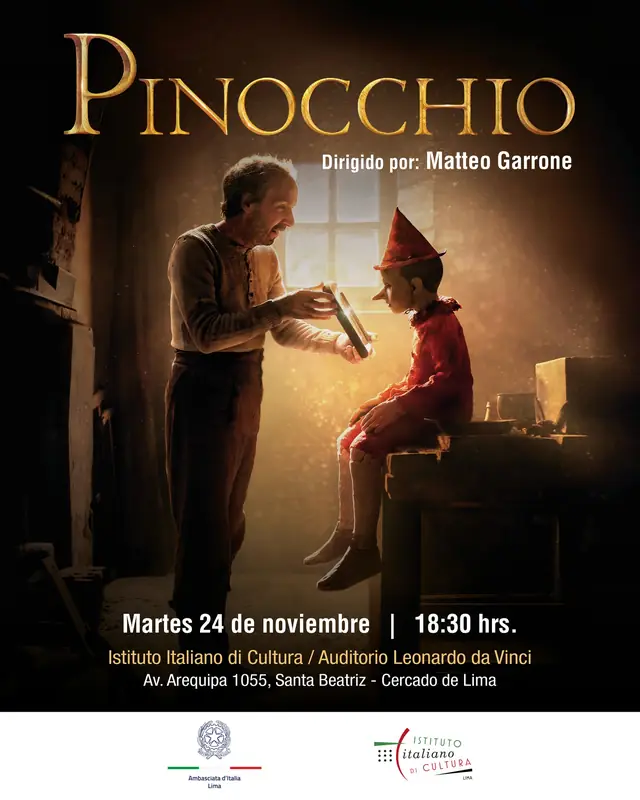 PINOCCHIO
Dirigido por: Matteo Garrone
Martes 24 de noviembre | 18:30 hrs.
Istituto Italiano di Cultura / Auditorio Leonardo da Vinci
Av. Arequipa 1055, Santa Beatriz - Cercado de Lima
Ambasciata d'Italia
Lima
ISTITUTO
italiano
DI CULTURA
LIMA